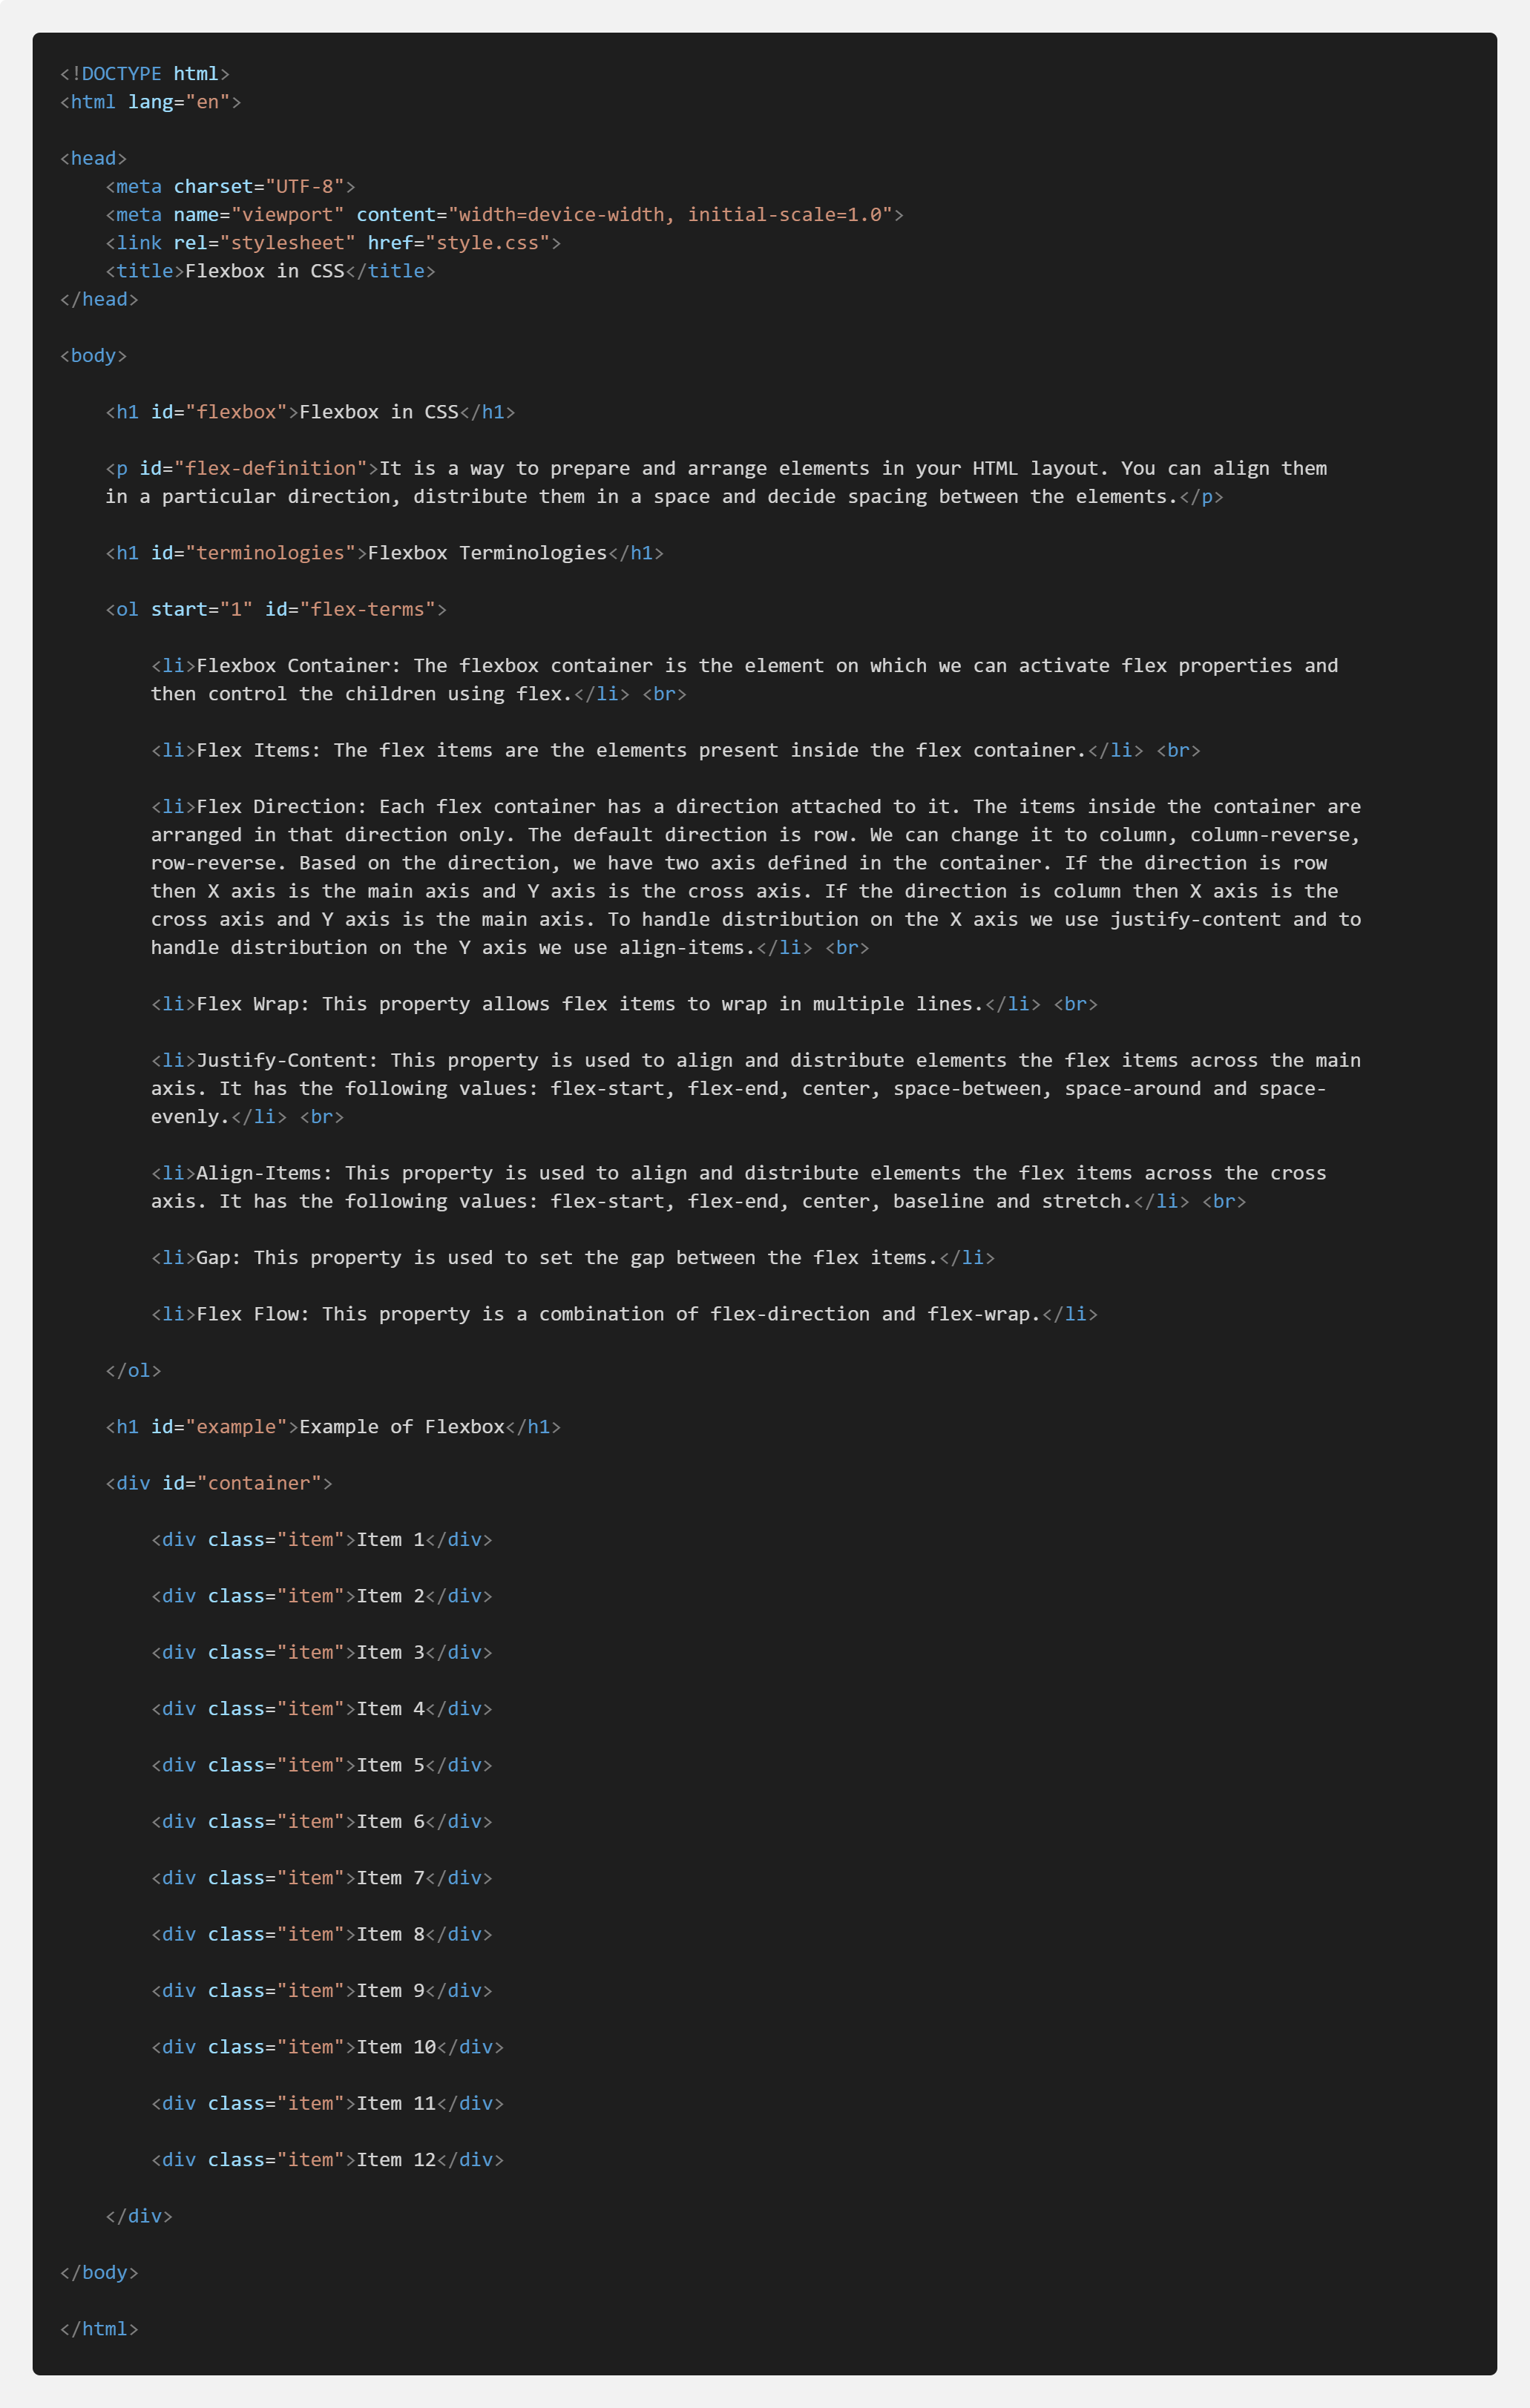 <!DOCTYPE html>
<html lang="en">
<head>
<meta charset="UTF-8">
<meta name="viewport" content="width=device-width, initial-scale=1.0">
<link rel="stylesheet" href="style.css">
<title>Flexbox in CSS</title>
</head>
<body>
<h1 id="flexbox">Flexbox in CSS</h1>
<p id="flex-definition">It is a way to prepare and arrange elements in your HTML layout. You can align them
in a particular direction, distribute them in a space and decide spacing between the elements.</p>
<h1 id="terminologies">Flexbox Terminologies</h1>
<ol start="1" id="flex-terms">
<li>Flexbox Container: The flexbox container is the element on which we can activate flex properties and
then control the children using flex.</li> <br>
<li>Flex Items: The flex items are the elements present inside the flex container.</li> <br>
<li>Flex Direction: Each flex container has a direction attached to it. The items inside the container are
arranged in that direction only. The default direction is row. We can change it to column, column-reverse,
row-reverse. Based on the direction, we have two axis defined in the container. If the direction is row
then X axis is the main axis and Y axis is the cross axis. If the direction is column then X axis is the
cross axis and Y axis is the main axis. To handle distribution on the X axis we use justify-content and to
handle distribution on the Y axis we use align-items.</li> <br>
<li>Flex Wrap: This property allows flex items to wrap in multiple lines.</li> <br>
<li>Justify-Content: This property is used to align and distribute elements the flex items across the main
axis. It has the following values: flex-start, flex-end, center, space-between, space-around and space-
evenly.</li> <br>
<li>Align-Items: This property is used to align and distribute elements the flex items across the cross
axis. It has the following values: flex-start, flex-end, center, baseline and stretch.</li> <br>
<li>Gap: This property is used to set the gap between the flex items.</li>
<li>Flex Flow: This property is a combination of flex-direction and flex-wrap.</li>
</ol>
<h1 id="example">Example of Flexbox</h1>
<div id="container">
<div class="item">Item 1</div>
<div class="item">Item 2</div>
<div class="item">Item 3</div>
<div class="item">Item 4</div>
<div class="item">Item 5</div>
<div class="item">Item 6</div>
<div class="item">Item 7</div>
<div class="item">Item 8</div>
<div class="item">Item 9</div>
<div class="item">Item 10</div>
<div class="item">Item 11</div>
<div class="item">Item 12</div>
</div>
</body>
</html>